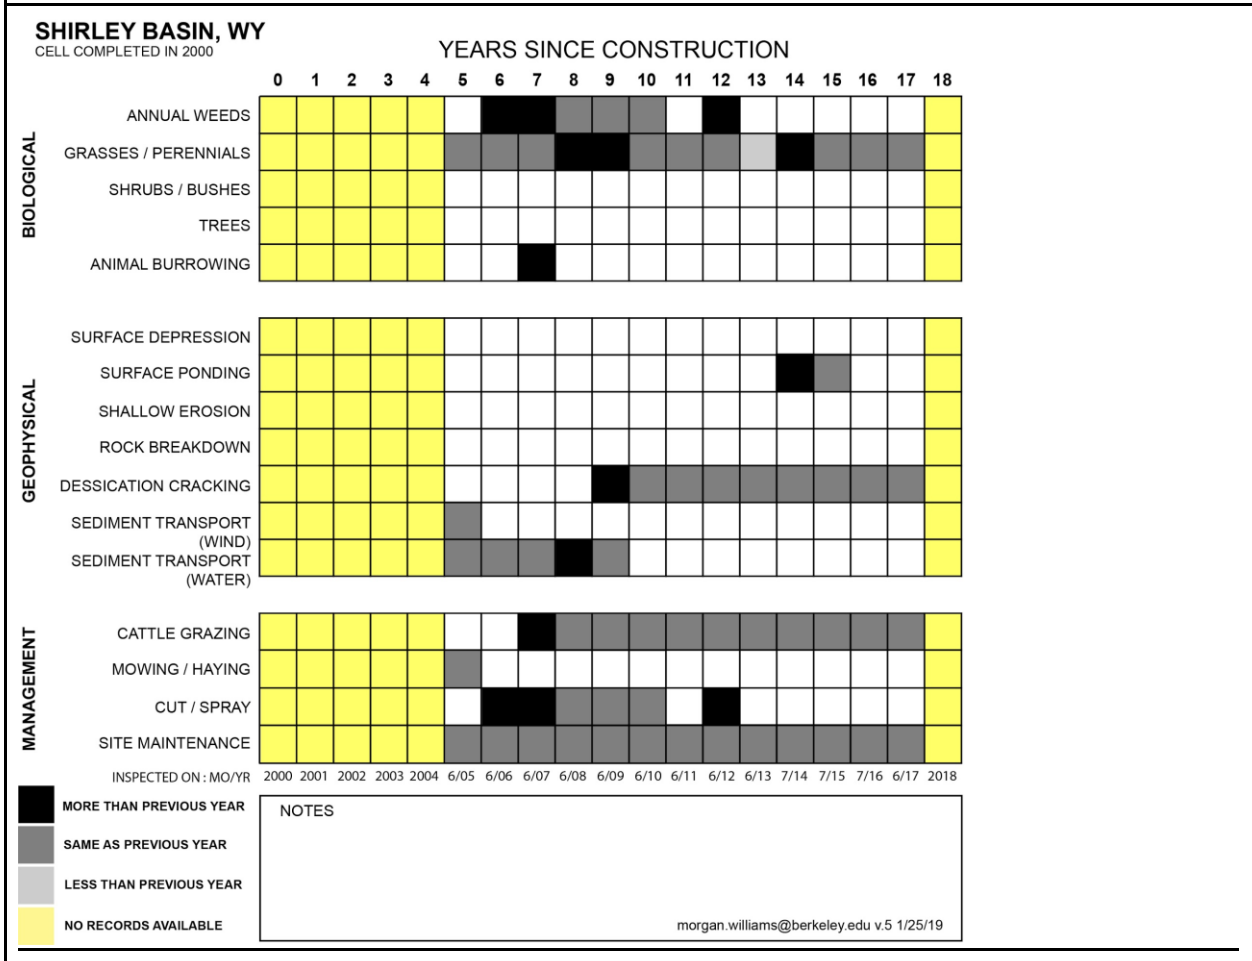 SHIRLEY BASIN, WY
CELL COMPLETED IN 2000
YEARS SINCE CONSTRUCTION
0 1 2 3 4 5 6 7 8 9 10 11 12 13 14 15 16 17 18
BIOLOGICAL
ANNUAL WEEDS
GRASSES / PERENNIALS
SHRUBS / BUSHES
TREES
ANIMAL BURROWING
GEOPHYSICAL
SURFACE DEPRESSION
SURFACE PONDING
SHALLOW EROSION
ROCK BREAKDOWN
DESSICATION CRACKING
SEDIMENT TRANSPORT
(WIND)
SEDIMENT TRANSPORT
(WATER)
MANAGEMENT
CATTLE GRAZING
MOWING / HAYING
CUT / SPRAY
SITE MAINTENANCE
INSPECTED ON : MO/YR 2000 2001 2002 2003 2004 6/05 6/06 6/07 6/08 6/09 6/10 6/11 6/12 6/13 7/14 7/15 7/16 6/17 2018
MORE THAN PREVIOUS YEAR
SAME AS PREVIOUS YEAR
LESS THAN PREVIOUS YEAR
NO RECORDS AVAILABLE
NOTES
morgan.williams@berkeley.edu v.5 1/25/19